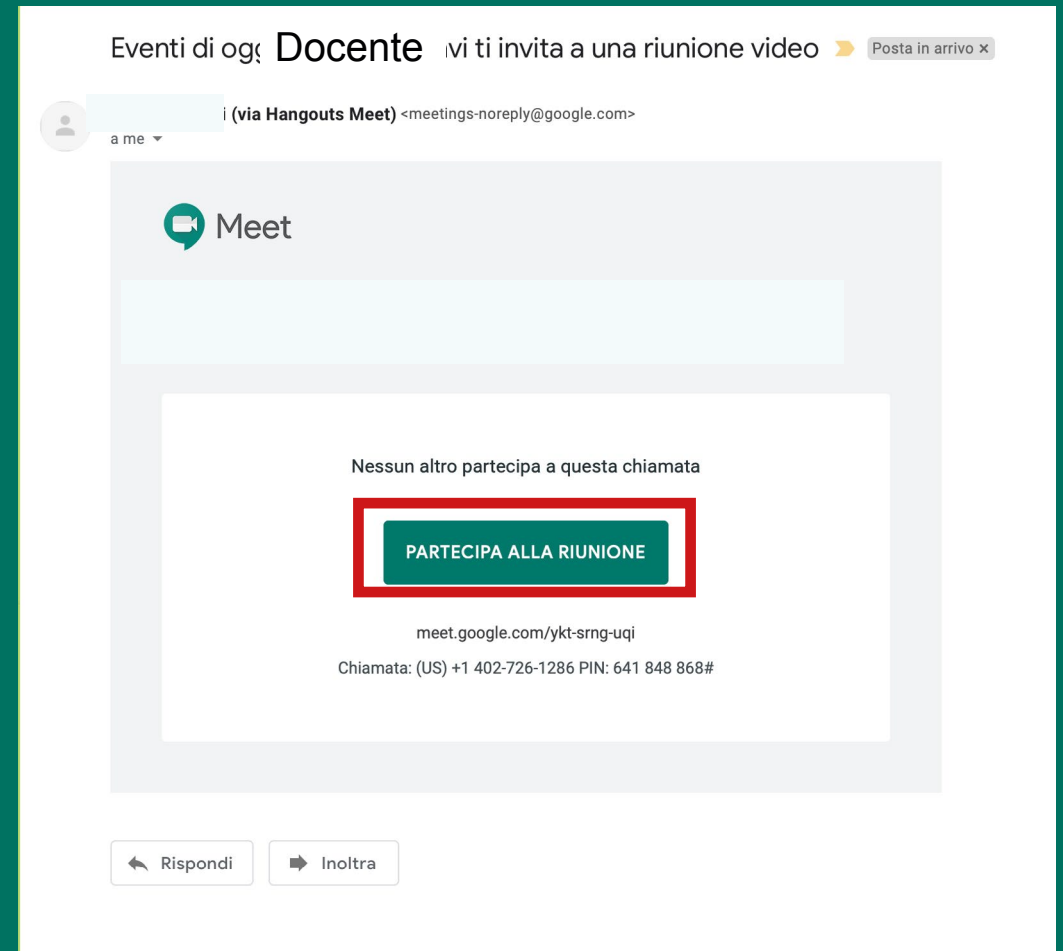 Eventi di og Docente vi ti invita a una riunione video Posta in arrivo ×
i (via Hangouts Meet) <meetings-noreply@google.com>
a me
Meet
Nessun altro partecipa a questa chiamata
PARTECIPA ALLA RIUNIONE
meet.google.com/ykt-srng-uqi
Chiamata: (US) +1 402-726-1286 PIN: 641 848 868#
Rispondi
Inoltra